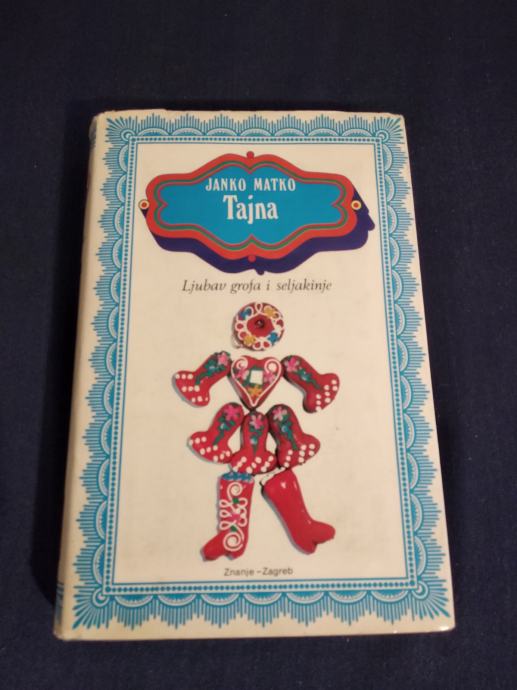 JANKO MATKO
Tajna
Ljubav grofa i seljakinje
Znanje - Zagreb